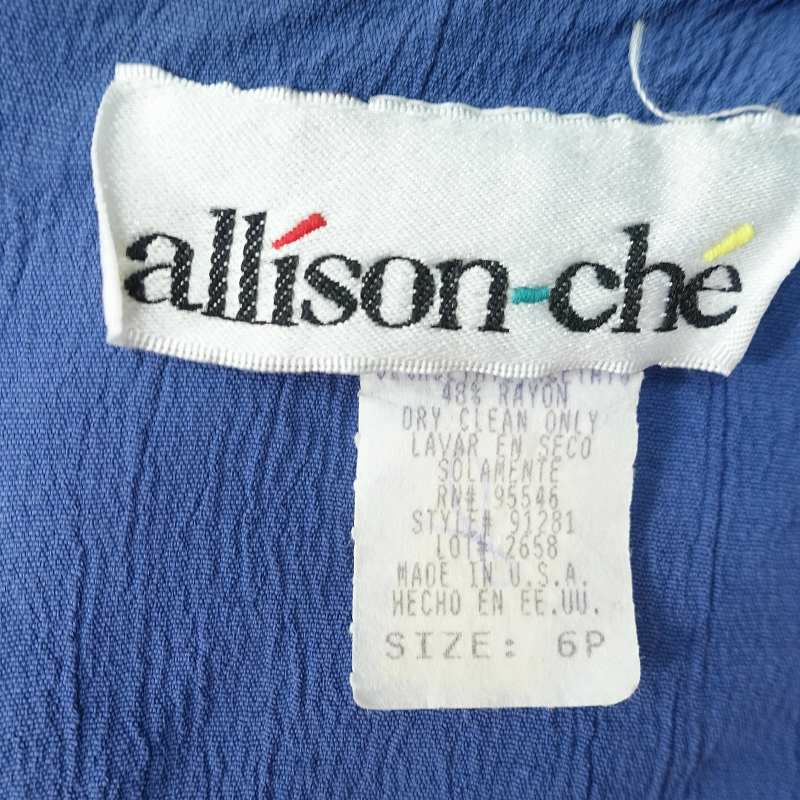 allíson-ché
48% RAYON
DRY CLEAN ONLY
LAVAR EN SECO
SOLAMENTE
RN# 95546
STYLE# 91281
LOT# 2658
MADE IN U.S.A.
HECHO EN EE.UU.
SIZE: 6P